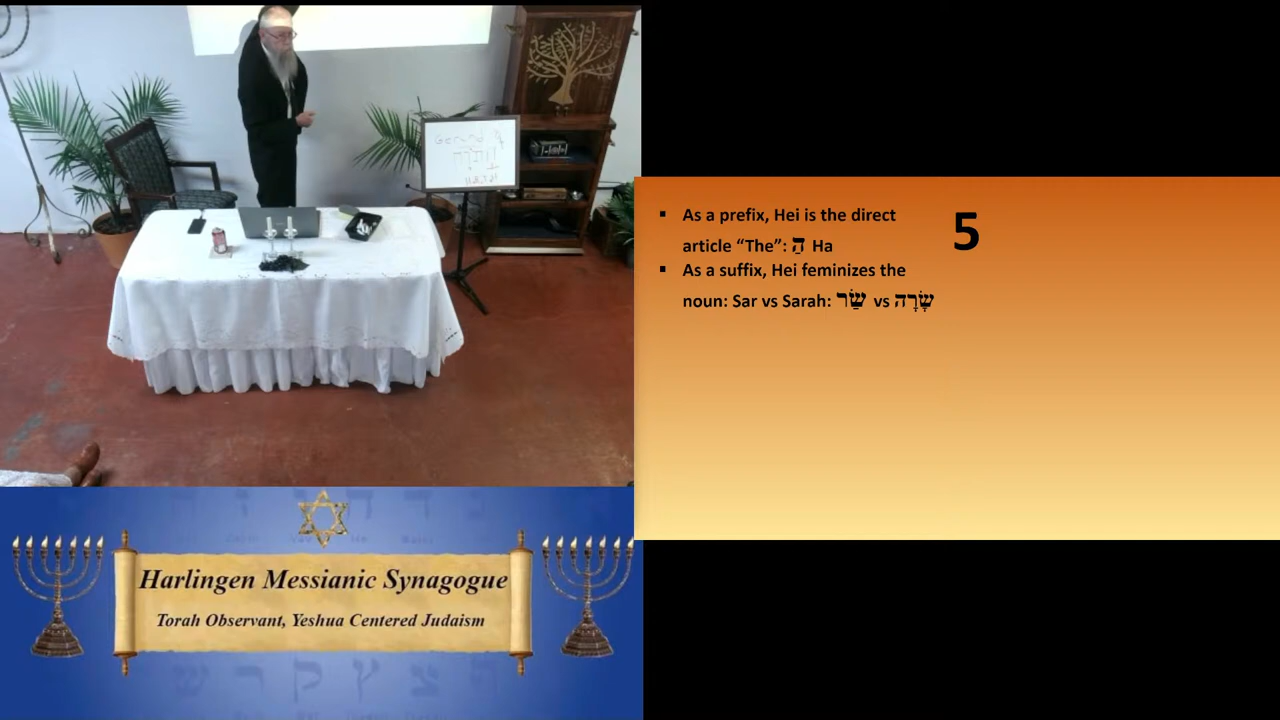 ▪ As a prefix, Hei is the direct
article “The”: הַ Ha
▪ As a suffix, Hei feminizes the
noun: Sar vs Sarah: שַׂר vs שָׂרָה
5
Harlingen Messianic Synagogue
Torah Observant, Yeshua Centered Judaism